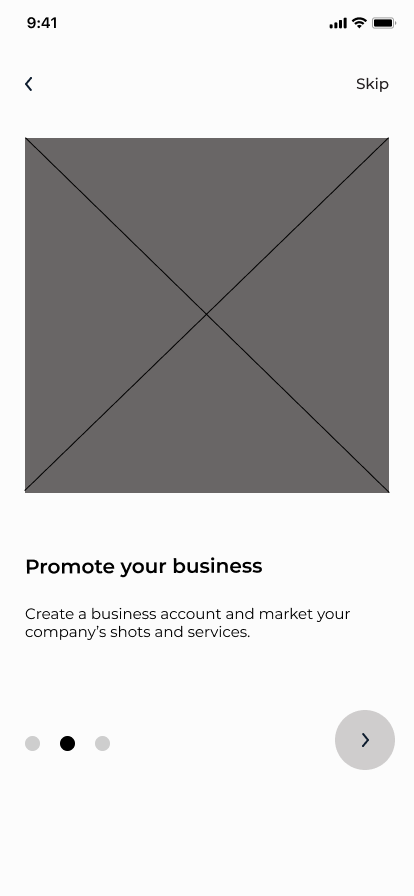 9:41
Skip
Promote your business
Create a business account and market your
company’s shots and services.